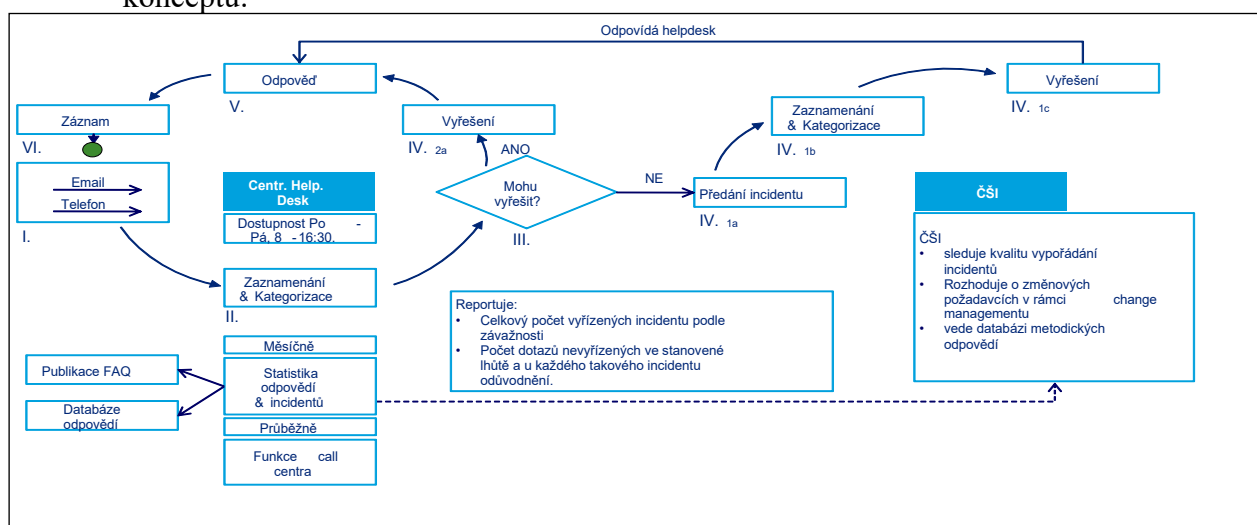 konceptu.
Odpovídá helpdesk
Odpověď
V.
Vyřešení
IV. 1c
Záznam
VI.
Vyřešení
IV. 2a
ANO
Zaznamenání
& Kategorizace
IV. 1b
Email
Telefon
I.
Centr. Help.
Desk
Dostupnost Po -
Pá, 8 - 16:30.
Mohu
vyřešit?
III.
NE
Předání incidentu
IV. 1a
ČŠI
Zaznamenání
& Kategorizace
II.
ČŠI
• sleduje kvalitu vypořádání
incidentů
• Rozhoduje o změnových
požadavcích v rámci change
managementu
• vede databázi metodických
odpovědí
Reportuje:
• Celkový počet vyřízených incidentu podle
závažnosti
• Počet dotazů nevyřízených ve stanovené
lhůtě a u každého takového incidentu
odůvodnění.
Měsíčně
Publikace FAQ
Statistika
odpovědí
& incidentů
Databáze
odpovědí
Průběžně
Funkce call
centra